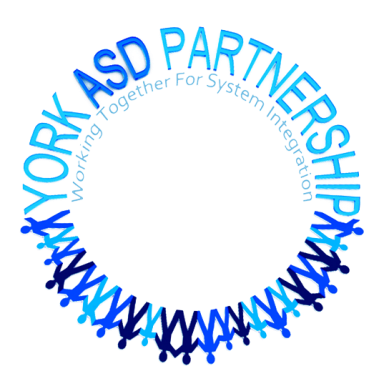 YORK ASD PARTNERSHIP
Working Together For System Integration